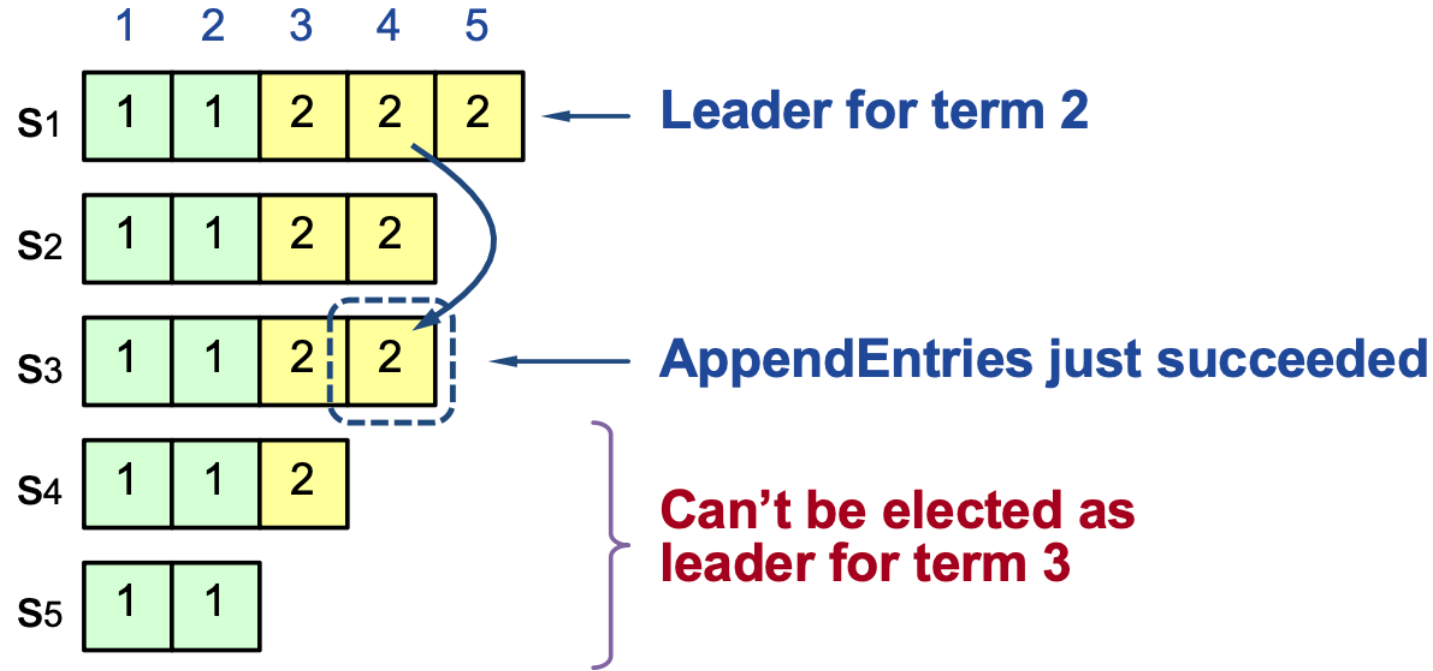 1 2 3 4 5
s1 1 1 2 2 2 Leader for term 2
s2 1 1 2 2
s3 1 1 2 2 AppendEntries just succeeded
s4 1 1 2
Can’t be elected as
leader for term 3
s5 1 1